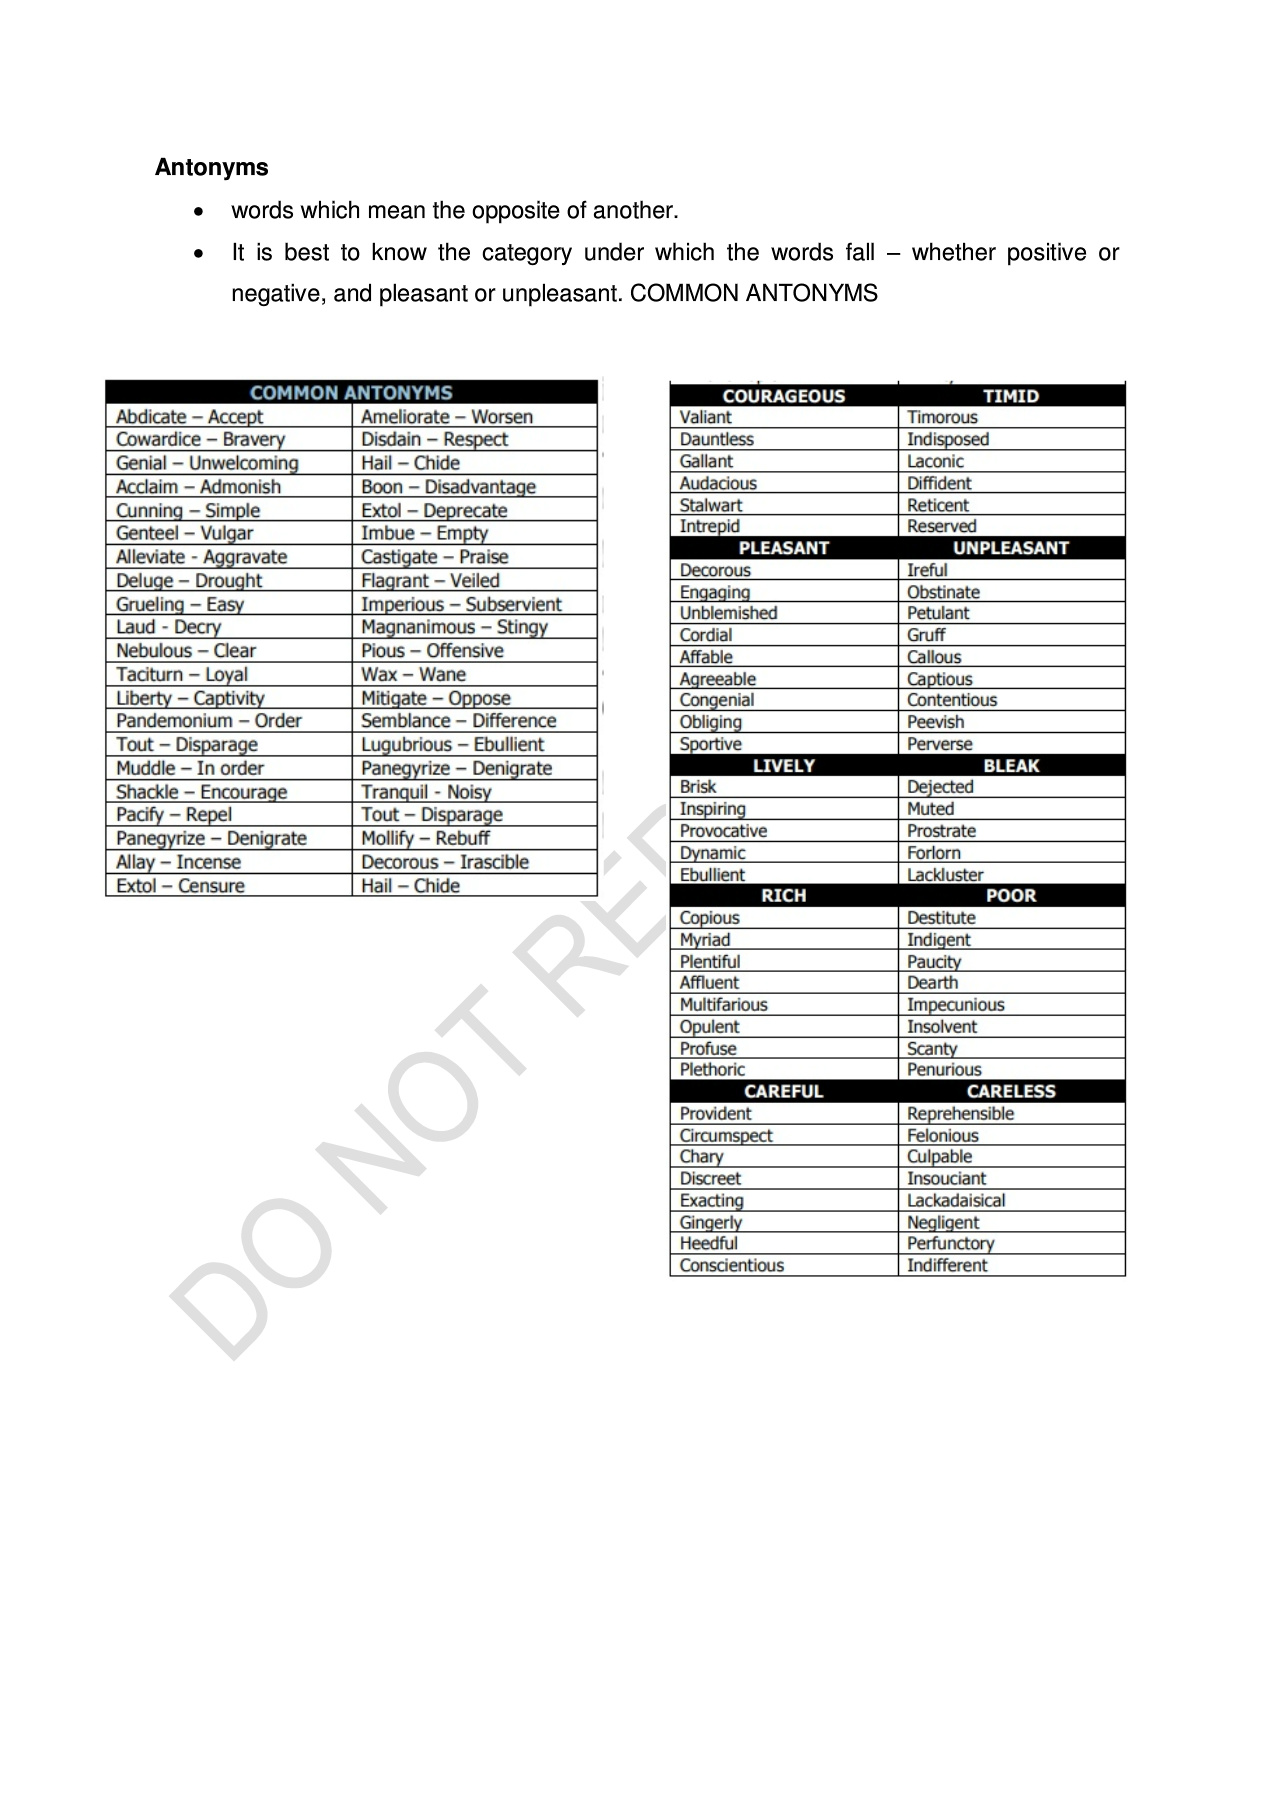 Antonyms
• words which mean the opposite of another.
• It is best to know the category under which the words fall – whether positive or
negative, and pleasant or unpleasant. COMMON ANTONYMS
COMMON ANTONYMS
Abdicate – Accept Ameliorate – Worsen
Cowardice – Bravery Disdain – Respect
Genial – Unwelcoming Hail – Chide
Acclaim – Admonish Boon – Disadvantage
Cunning – Simple Extol – Deprecate
Genteel – Vulgar Imbue – Empty
Alleviate - Aggravate Castigate – Praise
Deluge – Drought Flagrant – Veiled
Grueling – Easy Imperious – Subservient
Laud - Decry Magnanimous – Stingy
Nebulous – Clear Pious – Offensive
Taciturn – Loyal Wax – Wane
Liberty – Captivity Mitigate – Oppose
Pandemonium – Order Semblance – Difference
Tout – Disparage Lugubrious – Ebullient
Muddle – In order Panegyrize – Denigrate
Shackle – Encourage Tranquil - Noisy
Pacify – Repel Tout – Disparage
Panegyrize – Denigrate Mollify – Rebuff
Allay – Incense Decorous – Irascible
Extol – Censure Hail – Chide
COURAGEOUS TIMID
Valiant Timorous
Dauntless Indisposed
Gallant Laconic
Audacious Diffident
Stalwart Reticent
Intrepid Reserved
PLEASANT UNPLEASANT
Decorous Ireful
Engaging Obstinate
Unblemished Petulant
Cordial Gruff
Affable Callous
Agreeable Captious
Congenial Contentious
Obliging Peevish
Sportive Perverse
LIVELY BLEAK
Brisk Dejected
Inspiring Muted
Provocative Prostrate
Dynamic Forlorn
Ebullient Lackluster
RICH POOR
Copious Destitute
Myriad Indigent
Plentiful Paucity
Affluent Dearth
Multifarious Impecunious
Opulent Insolvent
Profuse Scanty
Plethoric Penurious
CAREFUL CARELESS
Provident Reprehensible
Circumspect Felonious
Chary Culpable
Discreet Insouciant
Exacting Lackadaisical
Gingerly Negligent
Heedful Perfunctory
Conscientious Indifferent
DO NOT RE